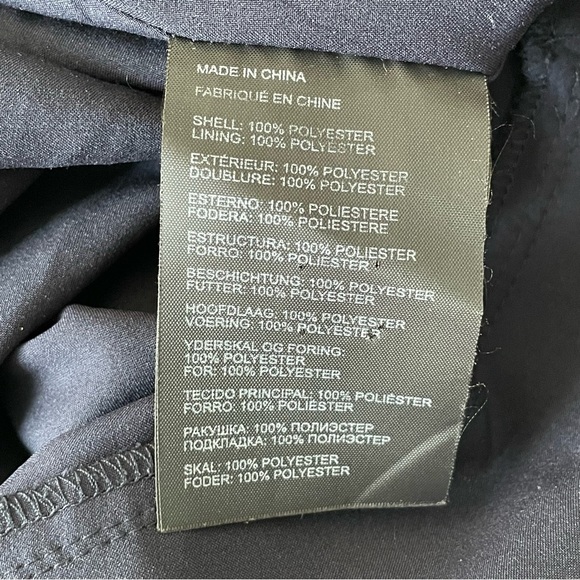 MADE IN CHINA
FABRIQUÉ EN CHINE
SHELL: 100% POLYESTER
LINING: 100% POLYESTER
EXTÉRIEUR: 100% POLYESTER
DOUBLURE: 100% POLYESTER
ESTERNO: 100% POLIESTERE
FODERA: 100% POLIESTERE
ESTRUCTURA: 100% POLIÉSTER
FORRO: 100% POLIÉSTER
BESCHICHTUNG: 100% POLYESTER
FUTTER: 100% POLYESTER
HOOFDLAAG: 100% POLYESTER
VOERING: 100% POLYESTER
YDERSKAL OG FORING:
100% POLYESTER
FOR: 100% POLYESTER
TECIDO PRINCIPAL: 100% POLIÉSTER
FORRO: 100% POLIÉSTER
РАКУШКА: 100% ПОЛИЭСТЕР
ПОДКЛАДКА: 100% ПОЛИЭСТЕР
SKAL: 100% POLYESTER
FODER: 100% POLYESTER